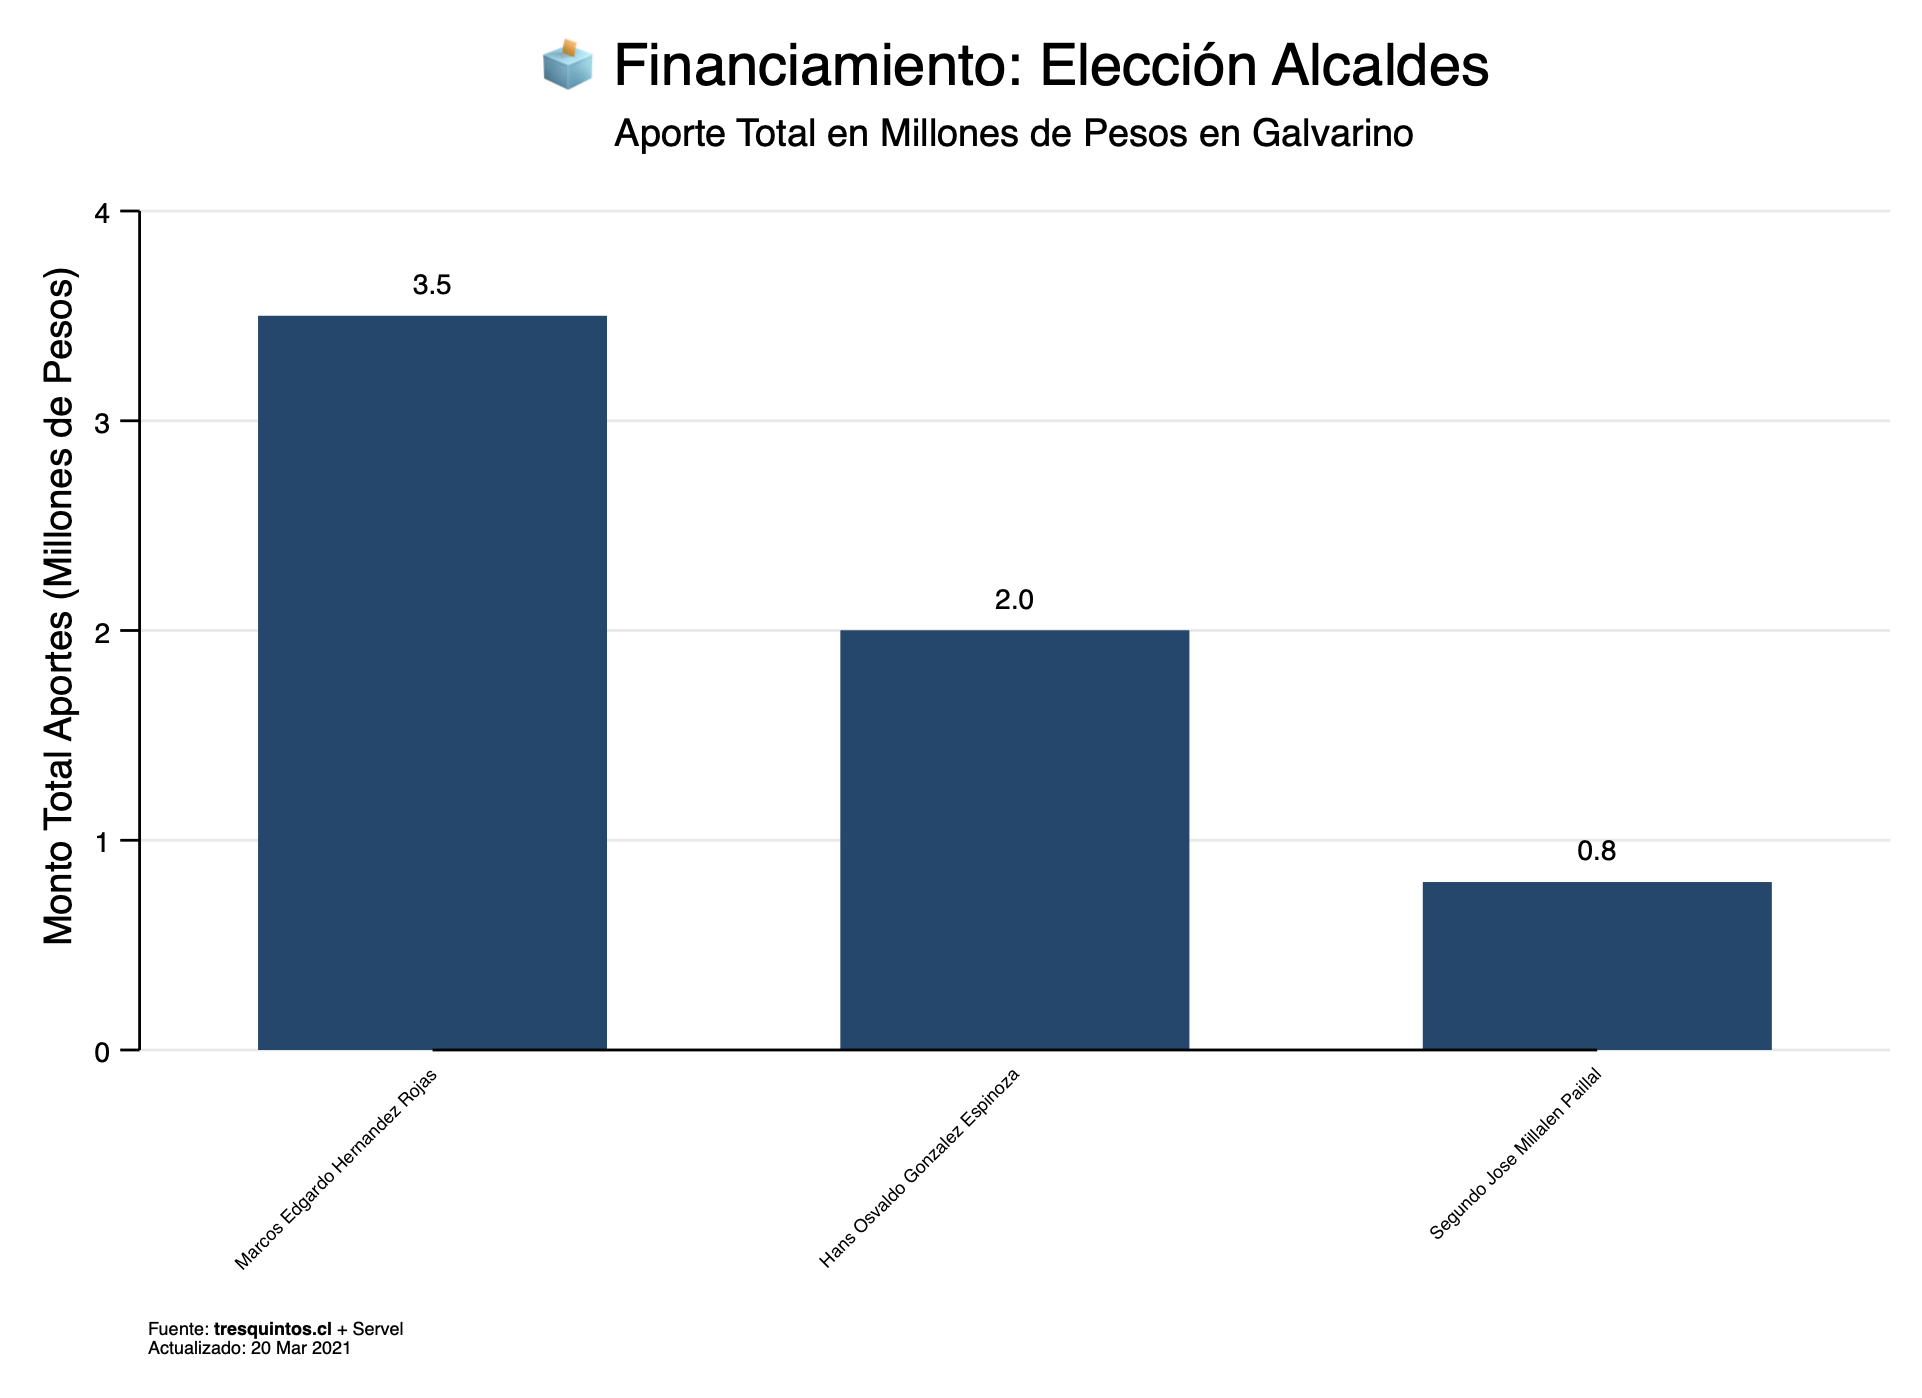 🗳️ Financiamiento: Elección Alcaldes
Aporte Total en Millones de Pesos en Galvarino
Monto Total Aportes (Millones de Pesos)
4
3
2
1
0
3.5
2.0
0.8
Marcos Edgardo Hernandez Rojas
Hans Osvaldo Gonzalez Espinoza
Segundo Jose Millalen Paillal
Fuente: tresquintos.cl + Servel
Actualizado: 20 Mar 2021